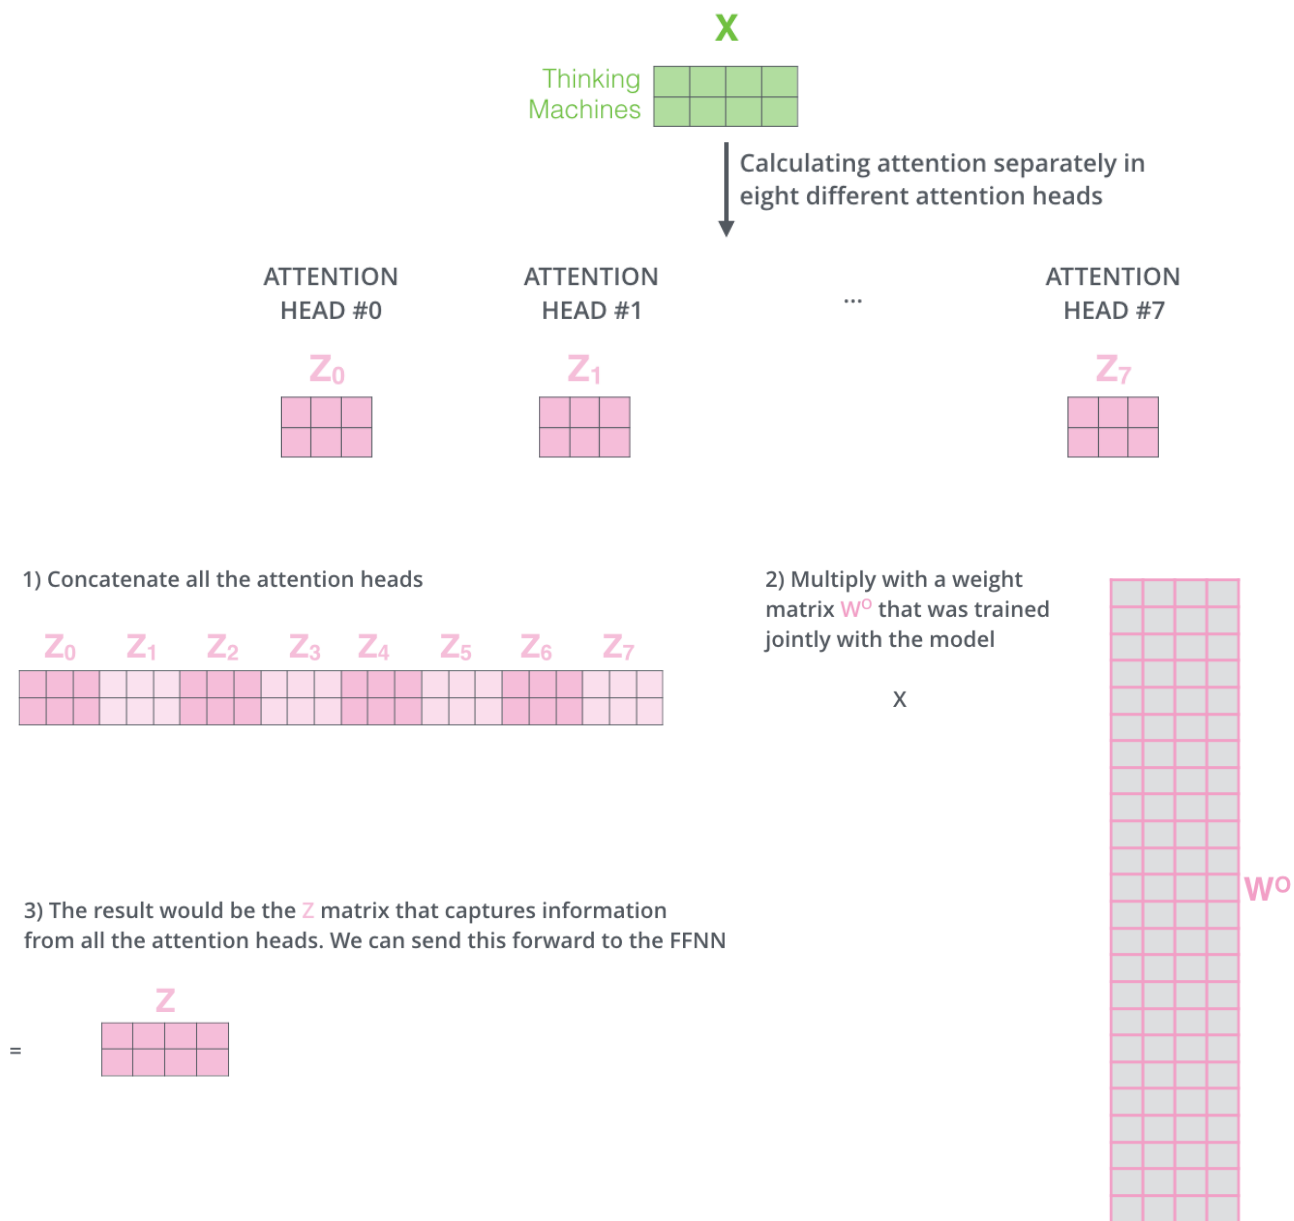 X
Thinking
Machines
Calculating attention separately in
eight different attention heads
ATTENTION
HEAD #0
ATTENTION
HEAD #1
...
ATTENTION
HEAD #7
Z0
Z1
Z7
1) Concatenate all the attention heads
Z0 Z1 Z2 Z3 Z4 Z5 Z6 Z7
2) Multiply with a weight
matrix W^O that was trained
jointly with the model
X
W^O
3) The result would be the Z matrix that captures information
from all the attention heads. We can send this forward to the FFNN
Z
=